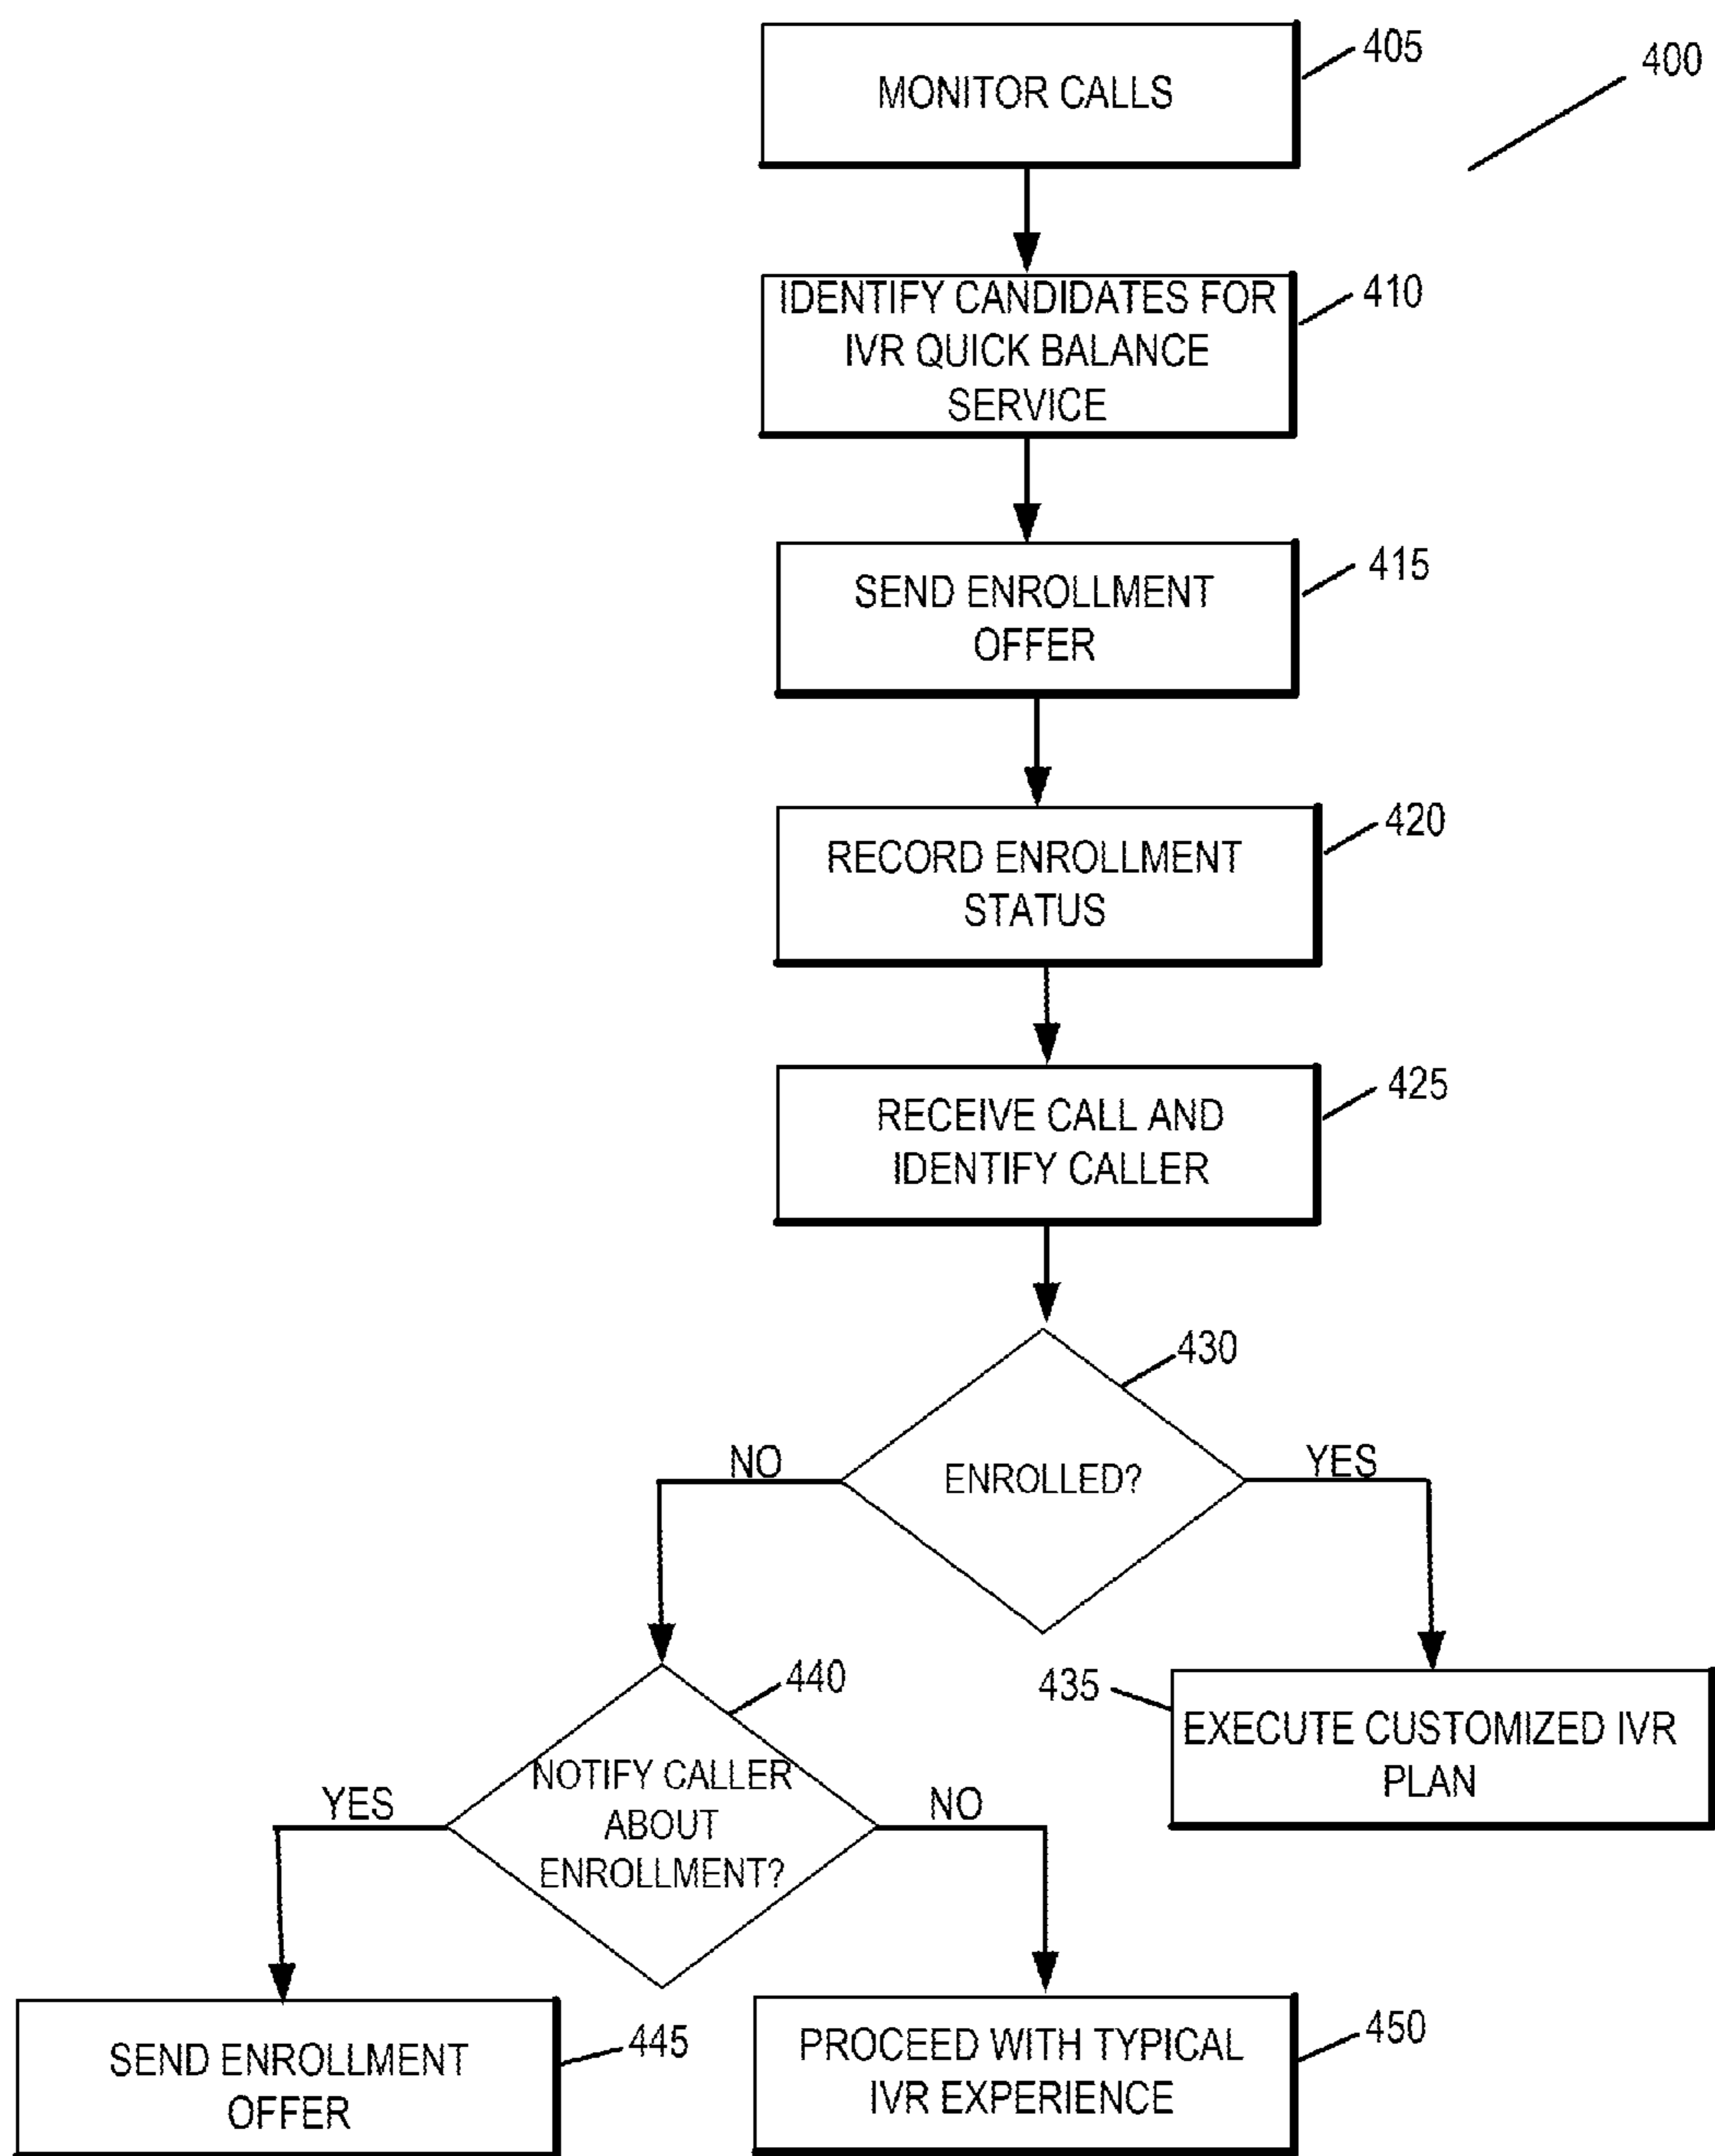 405
MONITOR CALLS
400
IDENTIFY CANDIDATES FOR
IVR QUICK BALANCE
SERVICE
410
SEND ENROLLMENT
OFFER
415
RECORD ENROLLMENT
STATUS
420
RECEIVE CALL AND
IDENTIFY CALLER
425
430
NO
ENROLLED?
YES
440
435
EXECUTE CUSTOMIZED IVR
PLAN
YES
NOTIFY CALLER
ABOUT
ENROLLMENT?
NO
SEND ENROLLMENT
OFFER
445
PROCEED WITH TYPICAL
IVR EXPERIENCE
450